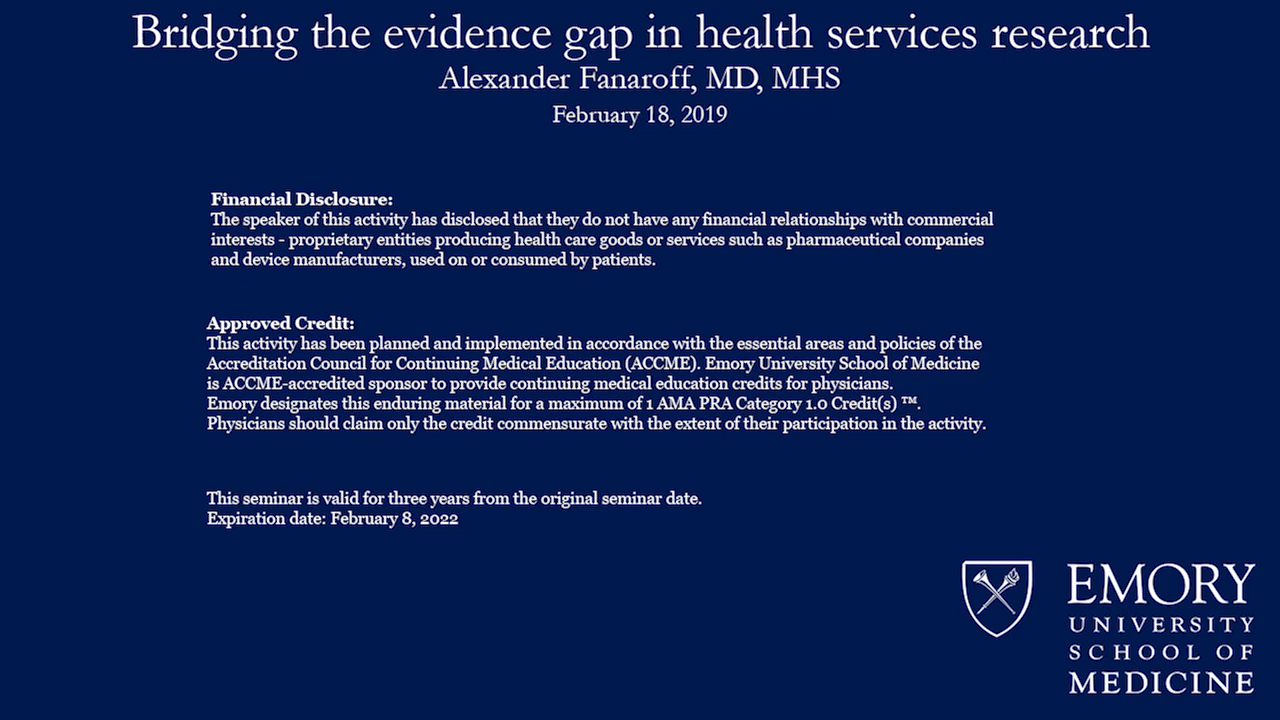 Bridging the evidence gap in health services research
Alexander Fanaroff, MD, MHS
February 18, 2019
Financial Disclosure:
The speaker of this activity has disclosed that they do not have any financial relationships with commercial
interests - proprietary entities producing health care goods or services such as pharmaceutical companies
and device manufacturers, used on or consumed by patients.
Approved Credit:
This activity has been planned and implemented in accordance with the essential areas and policies of the
Accreditation Council for Continuing Medical Education (ACCME). Emory University School of Medicine
is ACCME-accredited sponsor to provide continuing medical education credits for physicians.
Emory designates this enduring material for a maximum of 1 AMA PRA Category 1.0 Credit(s) ™.
Physicians should claim only the credit commensurate with the extent of their participation in the activity.
This seminar is valid for three years from the original seminar date.
Expiration date: February 8, 2022
EMORY
UNIVERSITY
SCHOOL OF
MEDICINE